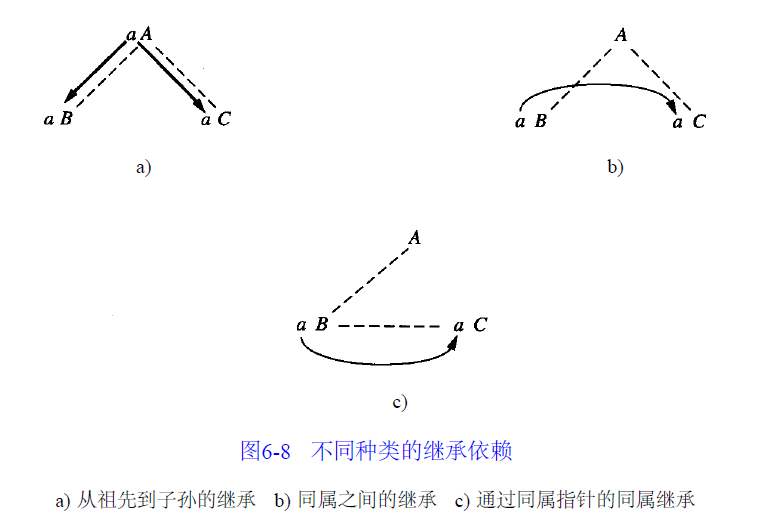 a A
A
a B
a C
a B
a C
a)
b)
A
a B
a C
c)
图6-8 不同种类的继承依赖
a) 从祖先到子孙的继承 b) 同属之间的继承 c) 通过同属指针的同属继承